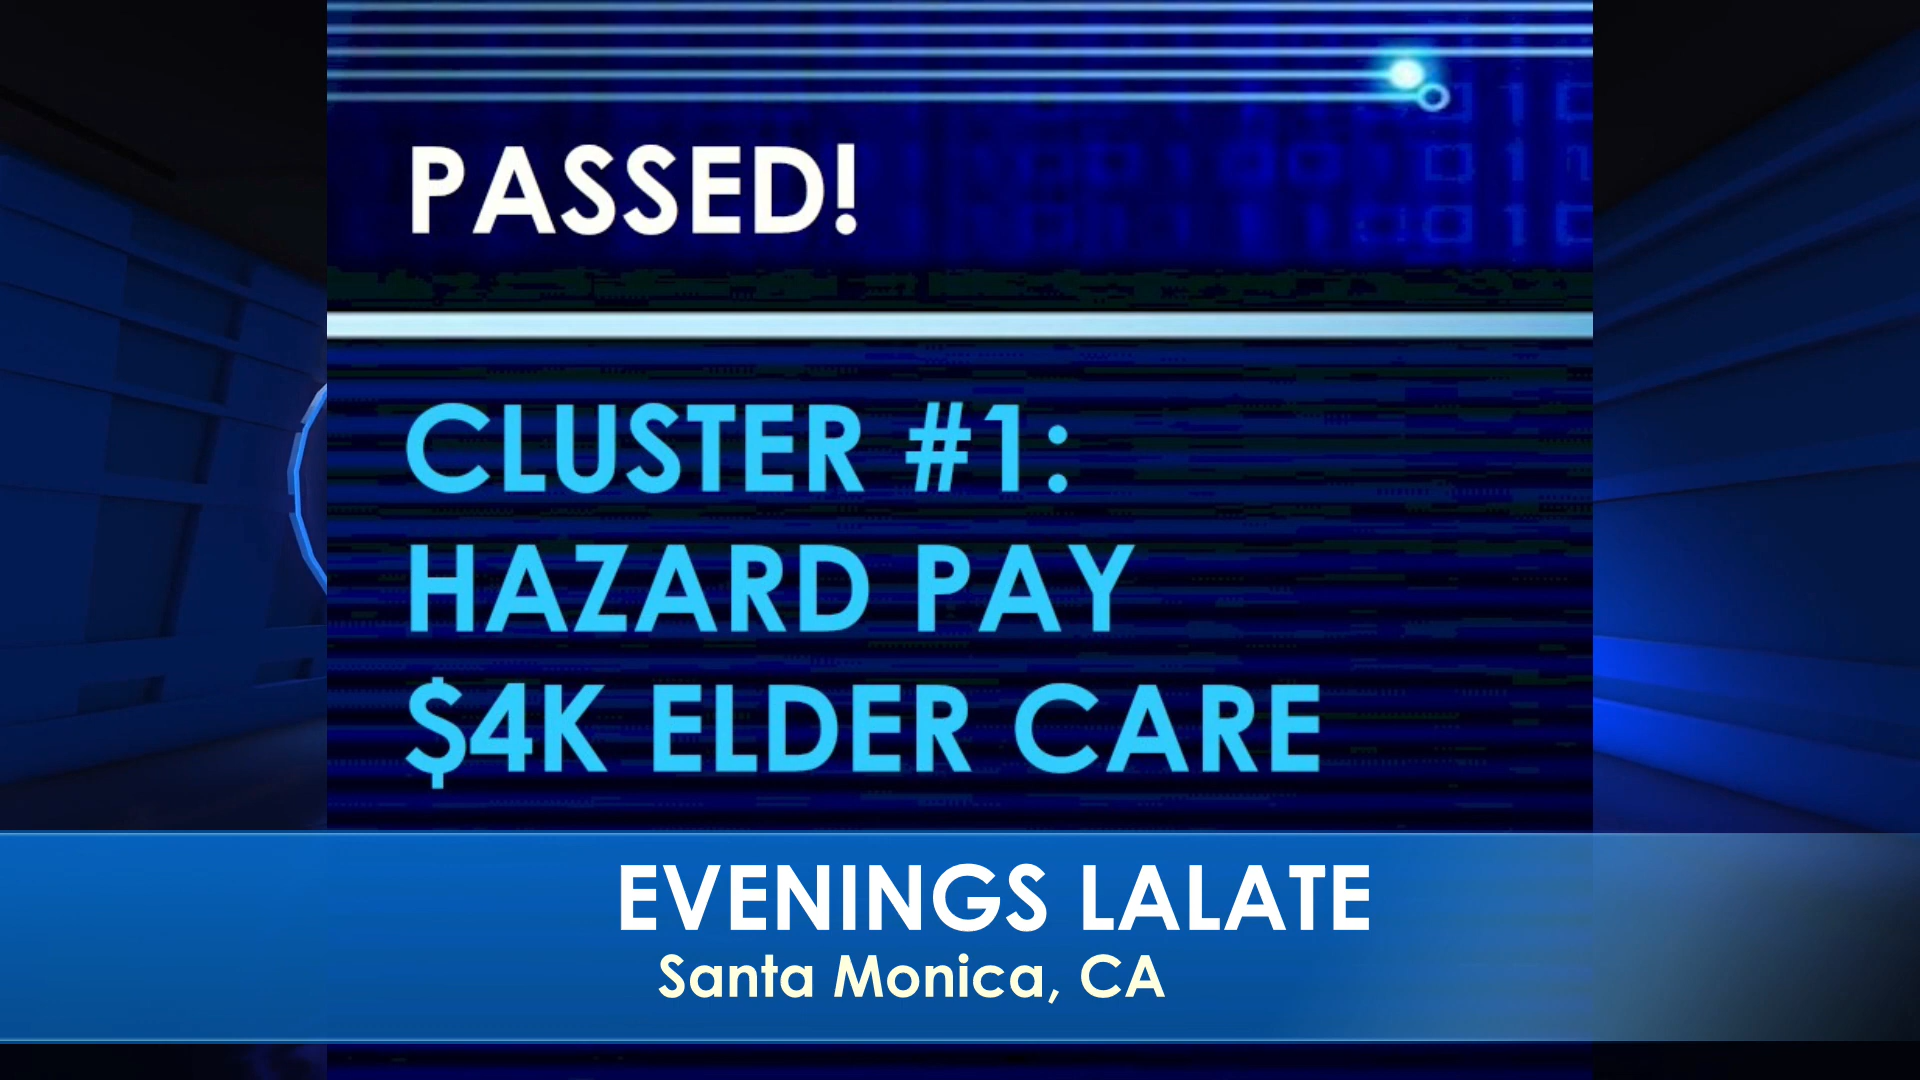 PASSED!
CLUSTER #1:
HAZARD PAY
$4K ELDER CARE
EVENINGS LALATE
Santa Monica, CA